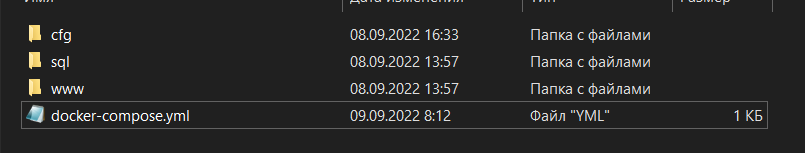 Имя Дата изменения Тип Размер
cfg 08.09.2022 16:33 Папка с файлами
sql 08.09.2022 13:57 Папка с файлами
www 08.09.2022 13:57 Папка с файлами
docker-compose.yml 09.09.2022 8:12 Файл "YML" 1 КБ